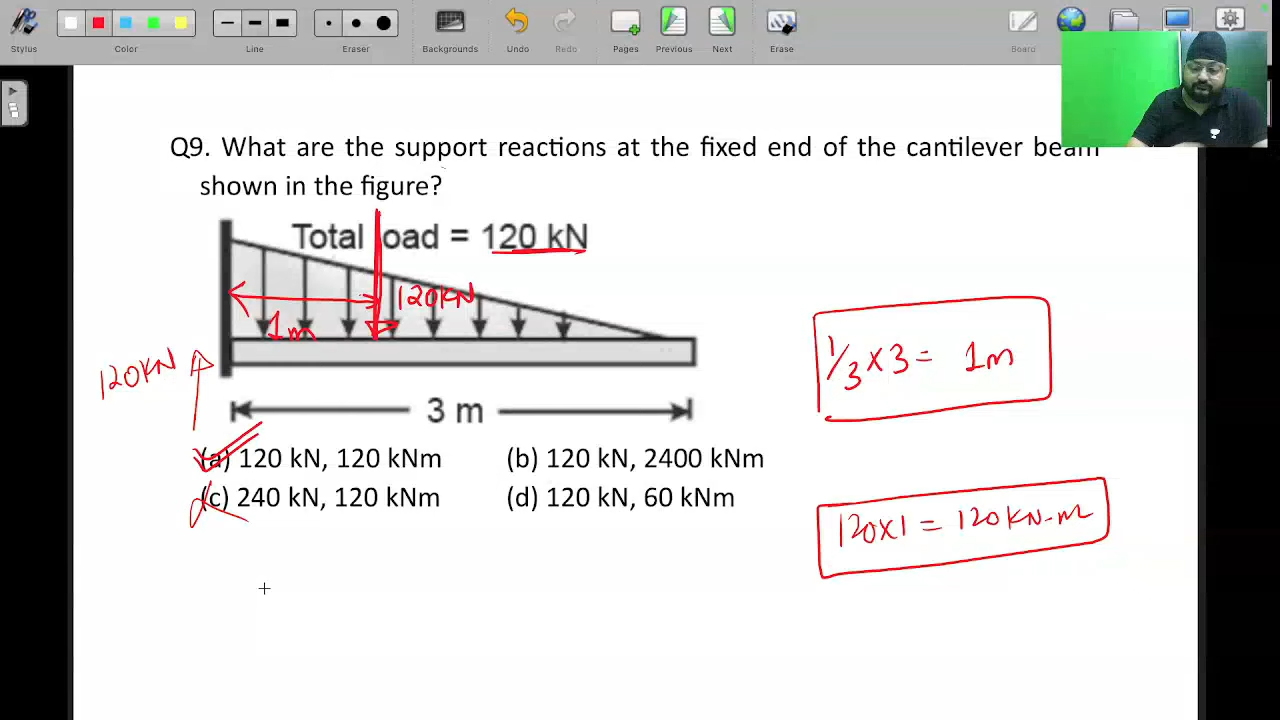 Stylus
Color
Line
Eraser
Backgrounds
Undo
Redo
Pages
Previous
Next
Erase
Board
Q9. What are the support reactions at the fixed end of the cantilever beam
shown in the figure?
Total load = 120 kN
120KN
1m
120KN
1/3 x 3 = 1m
3 m
(a) 120 kN, 120 kNm (b) 120 kN, 2400 kNm
(c) 240 kN, 120 kNm (d) 120 kN, 60 kNm
120x1 = 120KN-m